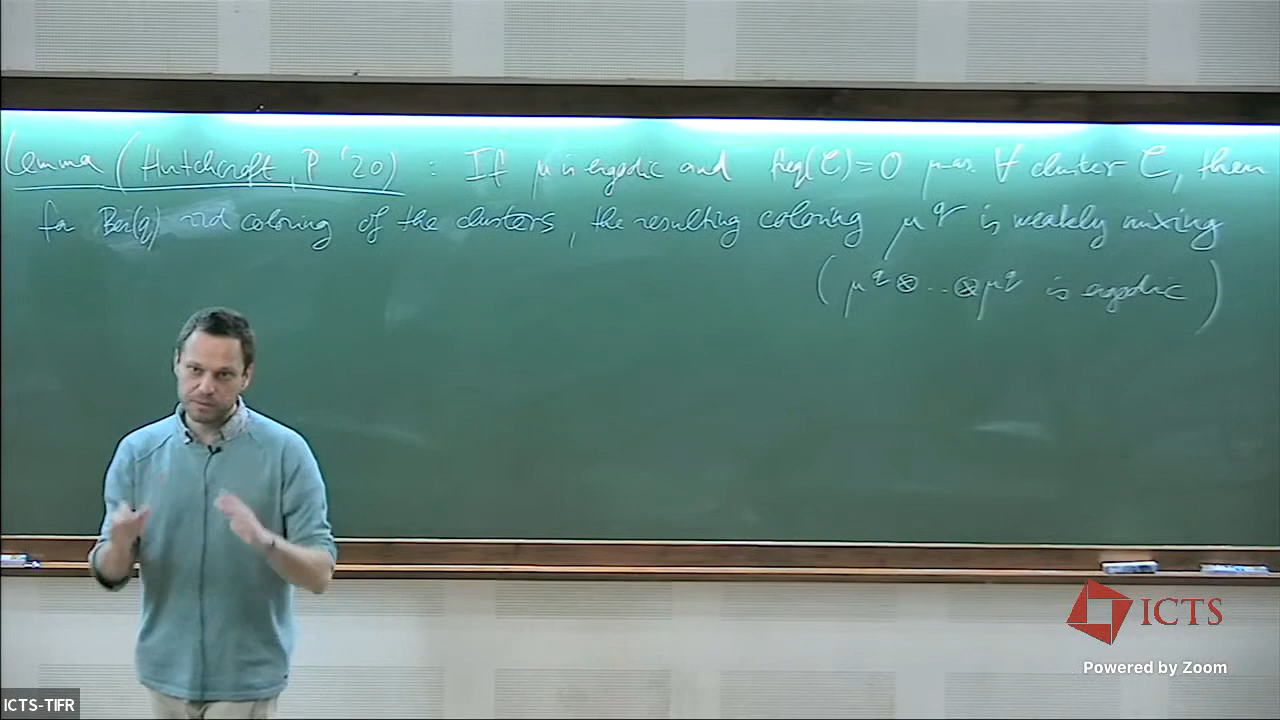 Lemma (Hutchcroft, P '20) : If μ is ergodic and freq(C)=0 μ a.s. ∀ cluster C, then
for Ber(q) iid coloring of the clusters, the resulting coloring μ^q is weakly mixing
(μ^q ⊗ .. ⊗ μ^q is ergodic)
ICTS
Powered by Zoom
ICTS-TIFR